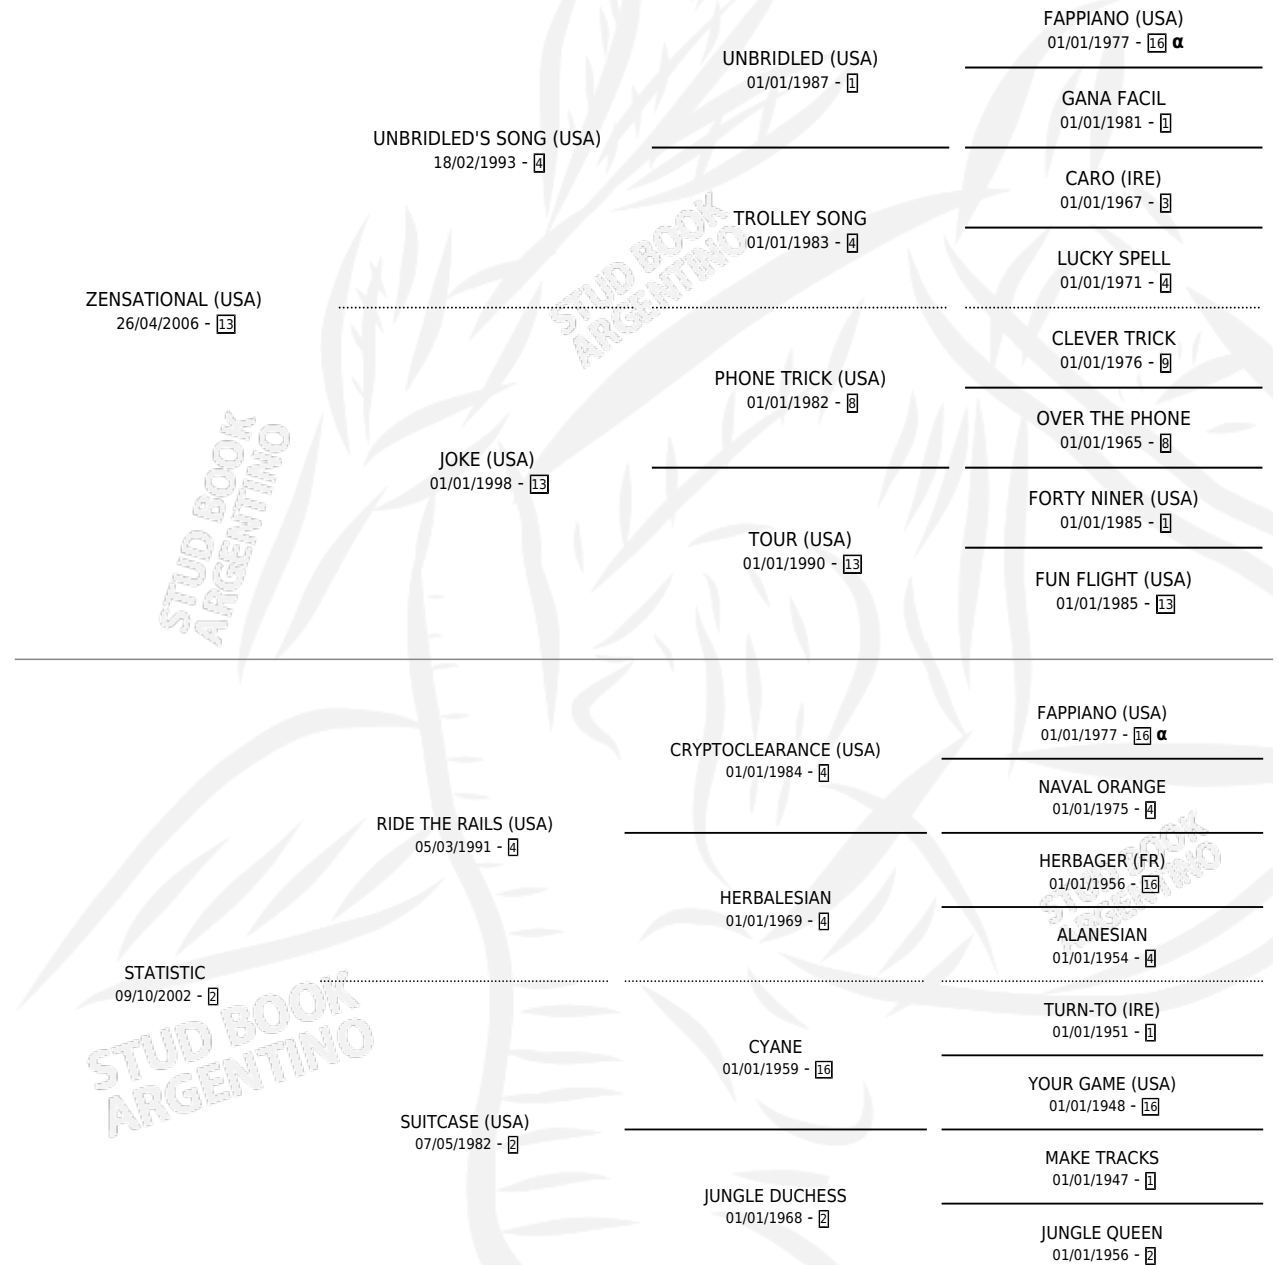 FAPPIANO (USA)
01/01/1977 - 16 α
UNBRIDLED (USA)
01/01/1987 - 1
GANA FACIL
01/01/1981 - 1
UNBRIDLED'S SONG (USA)
18/02/1993 - 4
CARO (IRE)
01/01/1967 - 3
TROLLEY SONG
01/01/1983 - 4
LUCKY SPELL
01/01/1971 - 4
STUD BOOK
ARGENTINO
ZENSATIONAL (USA)
26/04/2006 - 13
CLEVER TRICK
01/01/1976 - 9
PHONE TRICK (USA)
01/01/1982 - 8
OVER THE PHONE
01/01/1965 - 8
JOKE (USA)
01/01/1998 - 13
FORTY NINER (USA)
01/01/1985 - 1
TOUR (USA)
01/01/1990 - 13
FUN FLIGHT (USA)
01/01/1985 - 13
STUD BOOK
ARGENTINO
FAPPIANO (USA)
01/01/1977 - 16 α
CRYPTOCLEARANCE (USA)
01/01/1984 - 4
NAVAL ORANGE
01/01/1975 - 4
RIDE THE RAILS (USA)
05/03/1991 - 4
HERBAGER (FR)
01/01/1956 - 16
STUD BOOK
ARGENTINO
HERBALESIAN
01/01/1969 - 4
ALANESIAN
01/01/1954 - 4
STATISTIC
09/10/2002 - 2
STUD BOOK
ARGENTINO
TURN-TO (IRE)
01/01/1951 - 1
CYANE
01/01/1959 - 16
YOUR GAME (USA)
01/01/1948 - 16
SUITCASE (USA)
07/05/1982 - 2
MAKE TRACKS
01/01/1947 - 1
JUNGLE DUCHESS
01/01/1968 - 2
JUNGLE QUEEN
01/01/1956 - 2